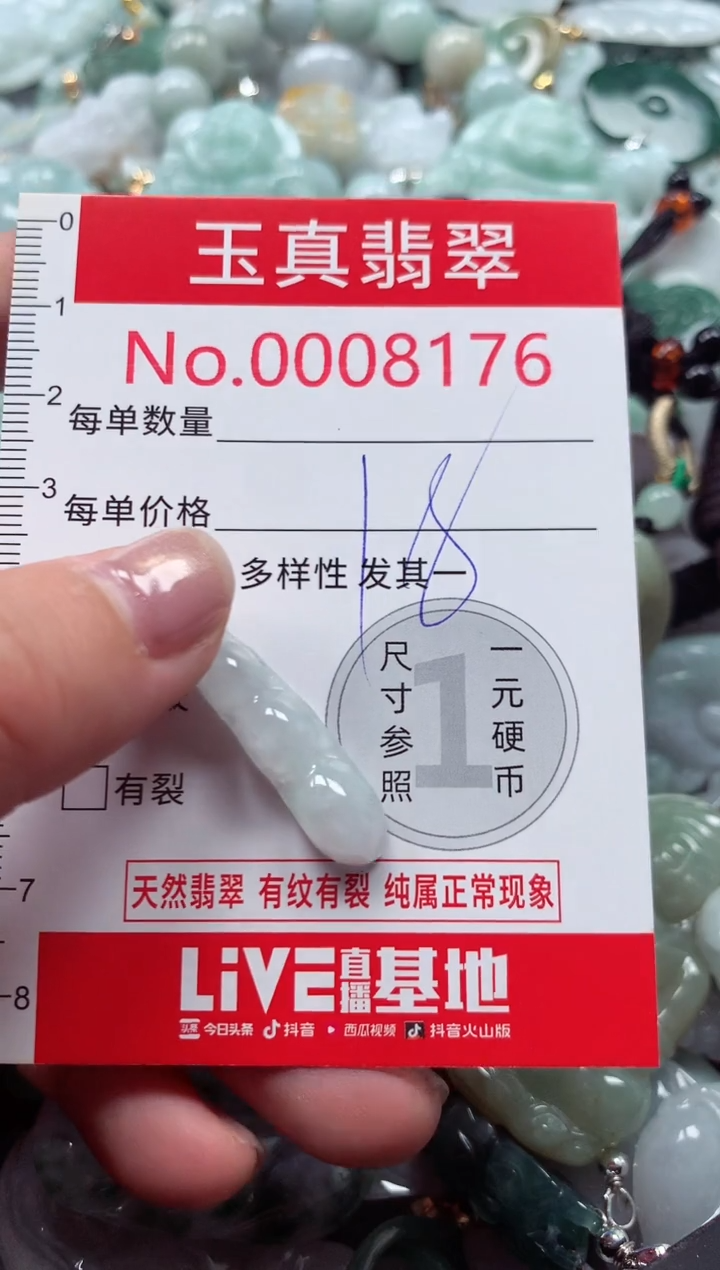 0
玉真翡翠
1
No.0008176
2
每单数量
3
每单价格
18
多样性 发其一
尺寸参照
1
一元硬币
有裂
7
天然翡翠 有纹有裂 纯属正常现象
LiVE直播基地
8
头条 今日头条 抖音 西瓜视频 抖音火山版